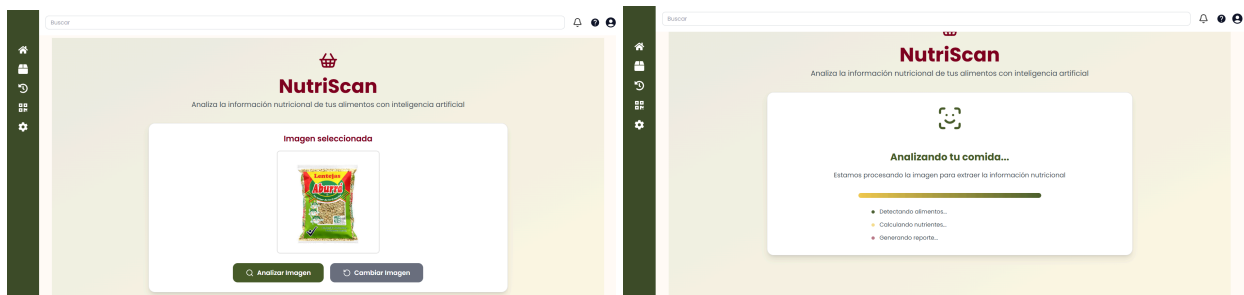 Buscar
NutriScan
Analiza la información nutricional de tus alimentos con inteligencia artificial
Imagen seleccionada
Lentejas
Aburrá
Analizar Imagen
Cambiar Imagen
Buscar
NutriScan
Analiza la información nutricional de tus alimentos con inteligencia artificial
Analizando tu comida...
Estamos procesando la imagen para extraer la información nutricional
Detectando alimentos...
Calculando nutrientes...
Generando reporte...